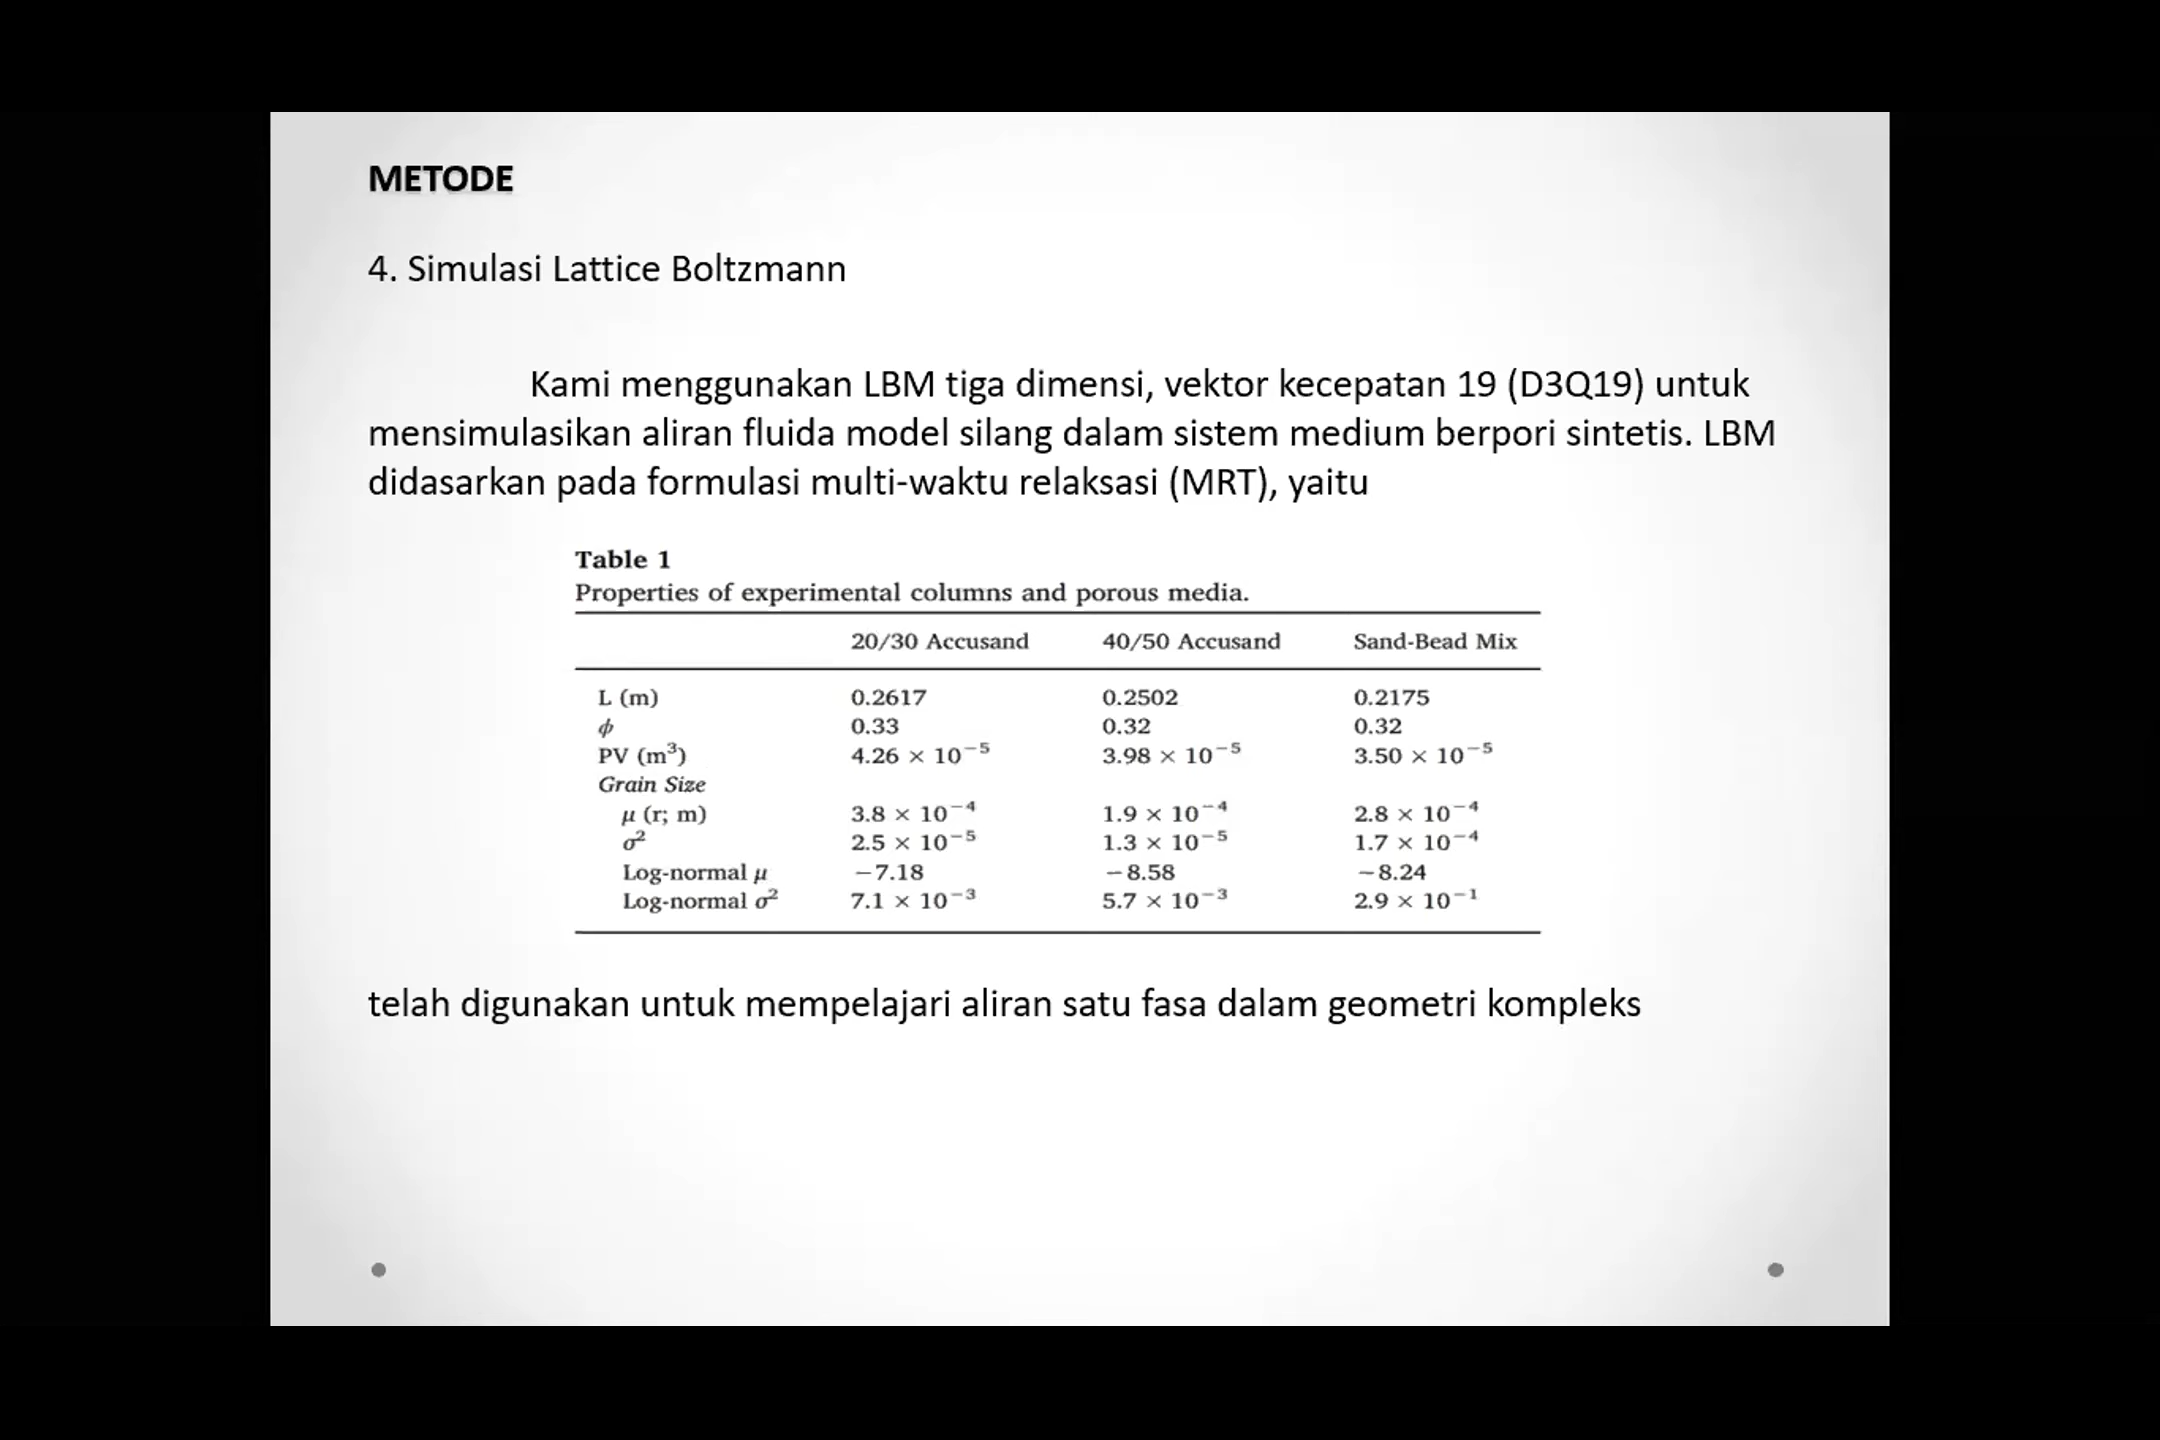 METODE
4. Simulasi Lattice Boltzmann
Kami menggunakan LBM tiga dimensi, vektor kecepatan 19 (D3Q19) untuk
mensimulasikan aliran fluida model silang dalam sistem medium berpori sintetis. LBM
didasarkan pada formulasi multi-waktu relaksasi (MRT), yaitu
Table 1
Properties of experimental columns and porous media.
20/30 Accusand 40/50 Accusand Sand-Bead Mix
L (m) 0.2617 0.2502 0.2175
ϕ 0.33 0.32 0.32
PV (m³) 4.26 × 10⁻⁵ 3.98 × 10⁻⁵ 3.50 × 10⁻⁵
Grain Size
μ (r; m) 3.8 × 10⁻⁴ 1.9 × 10⁻⁴ 2.8 × 10⁻⁴
σ² 2.5 × 10⁻⁵ 1.3 × 10⁻⁵ 1.7 × 10⁻⁴
Log-normal μ −7.18 −8.58 −8.24
Log-normal σ² 7.1 × 10⁻³ 5.7 × 10⁻³ 2.9 × 10⁻¹
telah digunakan untuk mempelajari aliran satu fasa dalam geometri kompleks